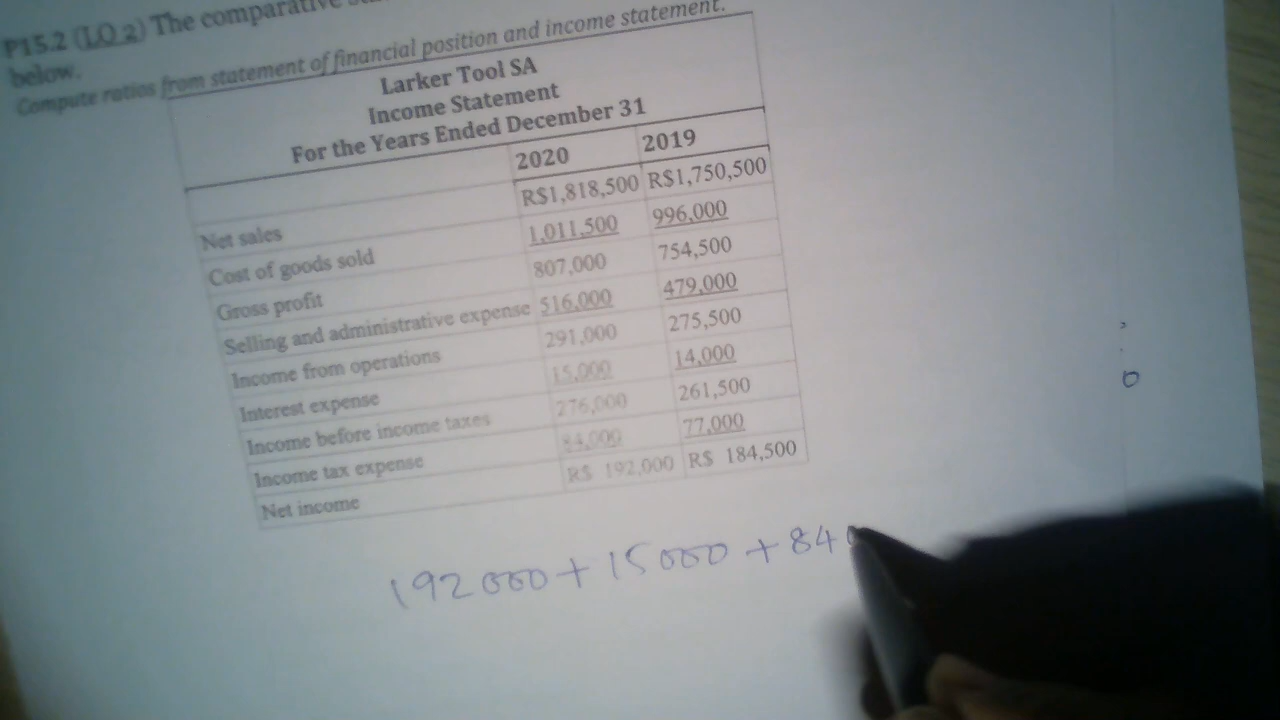 P15.2 (LO 2) The comparative
below.
Compute ratios from statement of financial position and income statement.
Larker Tool SA
Income Statement
For the Years Ended December 31
2020 2019
Net sales R$1,818,500 R$1,750,500
Cost of goods sold 1,011,500 996,000
Gross profit 807,000 754,500
Selling and administrative expense 516,000 479,000
Income from operations 291,000 275,500
Interest expense 15,000 14,000
Income before income taxes 276,000 261,500
Income tax expense 84,000 77,000
Net income R$ 192,000 R$ 184,500
192000+15000+840